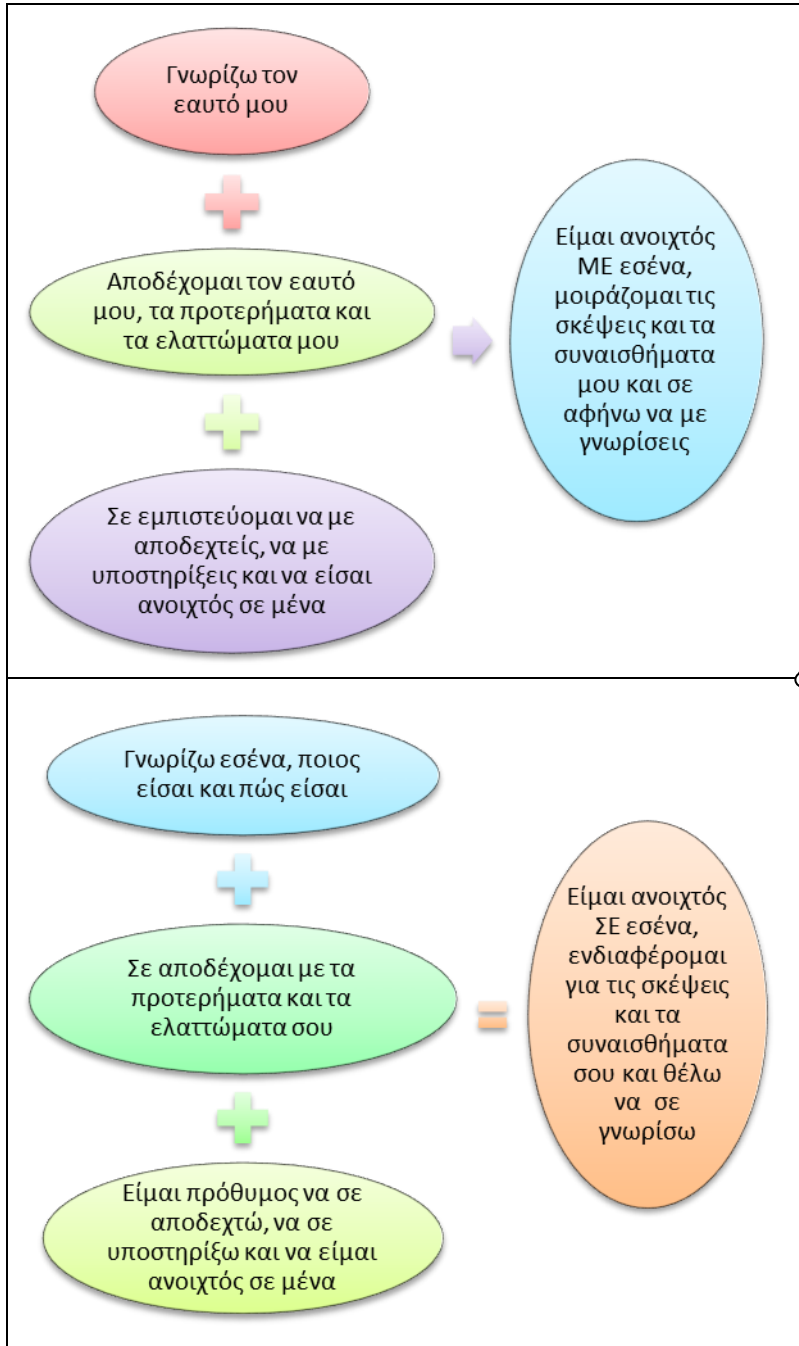 Γνωρίζω τον
εαυτό μου
Αποδέχομαι τον εαυτό
μου, τα προτερήματα και
τα ελαττώματα μου
Σε εμπιστεύομαι να με
αποδεχτείς, να με
υποστηρίξεις και να είσαι
ανοιχτός σε μένα
Είμαι ανοιχτός
ΜΕ εσένα,
μοιράζομαι τις
σκέψεις και τα
συναισθήματα
μου και σε
αφήνω να με
γνωρίσεις
Γνωρίζω εσένα, ποιος
είσαι και πώς είσαι
Σε αποδέχομαι με τα
προτερήματα και τα
ελαττώματα σου
Είμαι πρόθυμος να σε
αποδεχτώ, να σε
υποστηρίξω και να είμαι
ανοιχτός σε μένα
Είμαι ανοιχτός
ΣΕ εσένα,
ενδιαφέρομαι
για τις σκέψεις
και τα
συναισθήματα
σου και θέλω
να σε
γνωρίσω